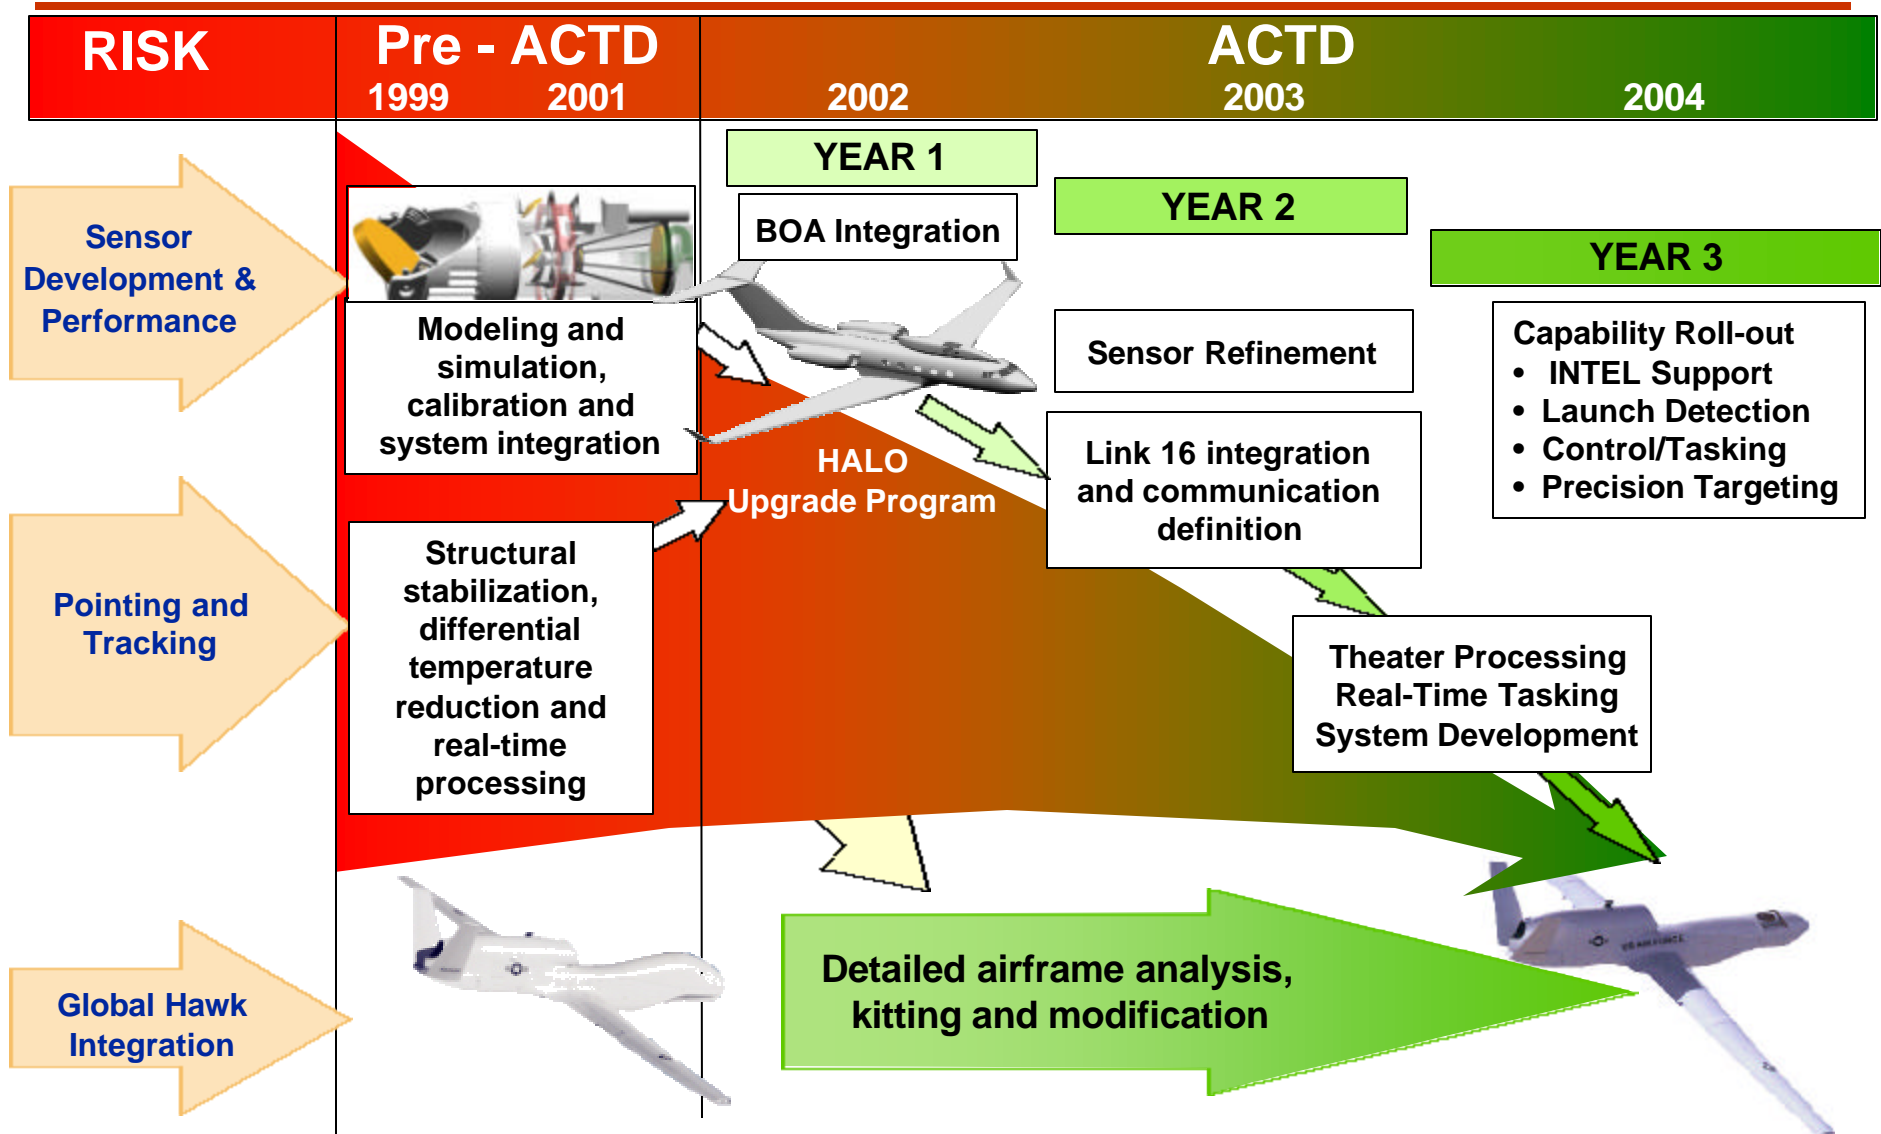 RISK
Pre - ACTD
ACTD
1999
2001
2002
2003
2004
YEAR 1
YEAR 2
YEAR 3
Sensor
Development &
Performance
BOA Integration
Modeling and
simulation,
calibration and
system integration
Sensor Refinement
Capability Roll-out
• INTEL Support
• Launch Detection
• Control/Tasking
• Precision Targeting
HALO
Upgrade Program
Link 16 integration
and communication
definition
Pointing and
Tracking
Structural
stabilization,
differential
temperature
reduction and
real-time
processing
Theater Processing
Real-Time Tasking
System Development
Global Hawk
Integration
Detailed airframe analysis,
kitting and modification
US AIR FORCE